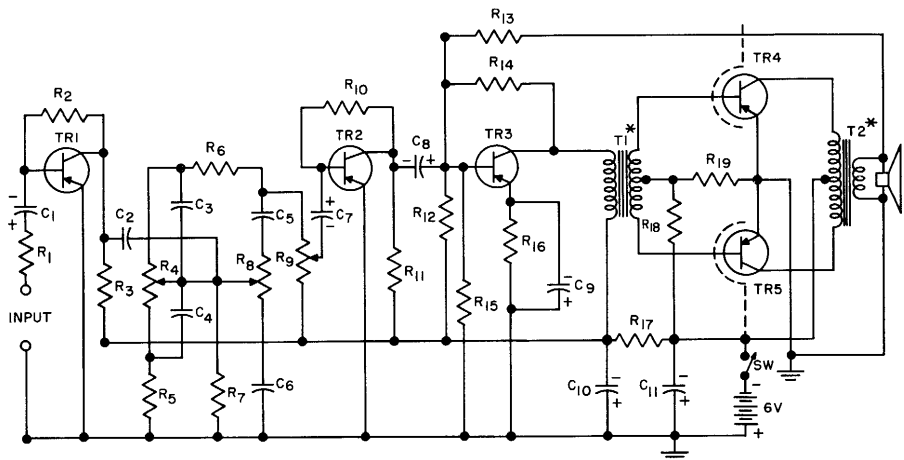 R13
R14
TR4
R2
R10
TR1
TR2
C8
TR3
T1*
T2*
R6
− +
−
C1
+
C2
C3
C5
+
C7
−
R12
R19
R18
R1
R4
R8
R9
R16
−
C9
+
R3
R11
R15
TR5
INPUT
C4
R17
SW
R5
R7
C6
C10
−
+
C11
−
+
−
6V
+